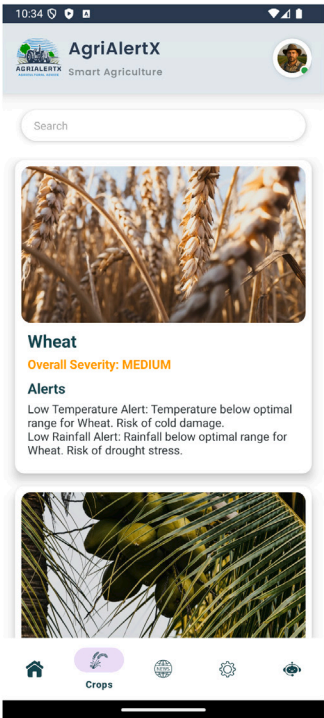 10:34
AgriAlertX
Smart Agriculture
AGRIALERTX
Search
Wheat
Overall Severity: MEDIUM
Alerts
Low Temperature Alert: Temperature below optimal
range for Wheat. Risk of cold damage.
Low Rainfall Alert: Rainfall below optimal range for
Wheat. Risk of drought stress.
NEWS
Crops